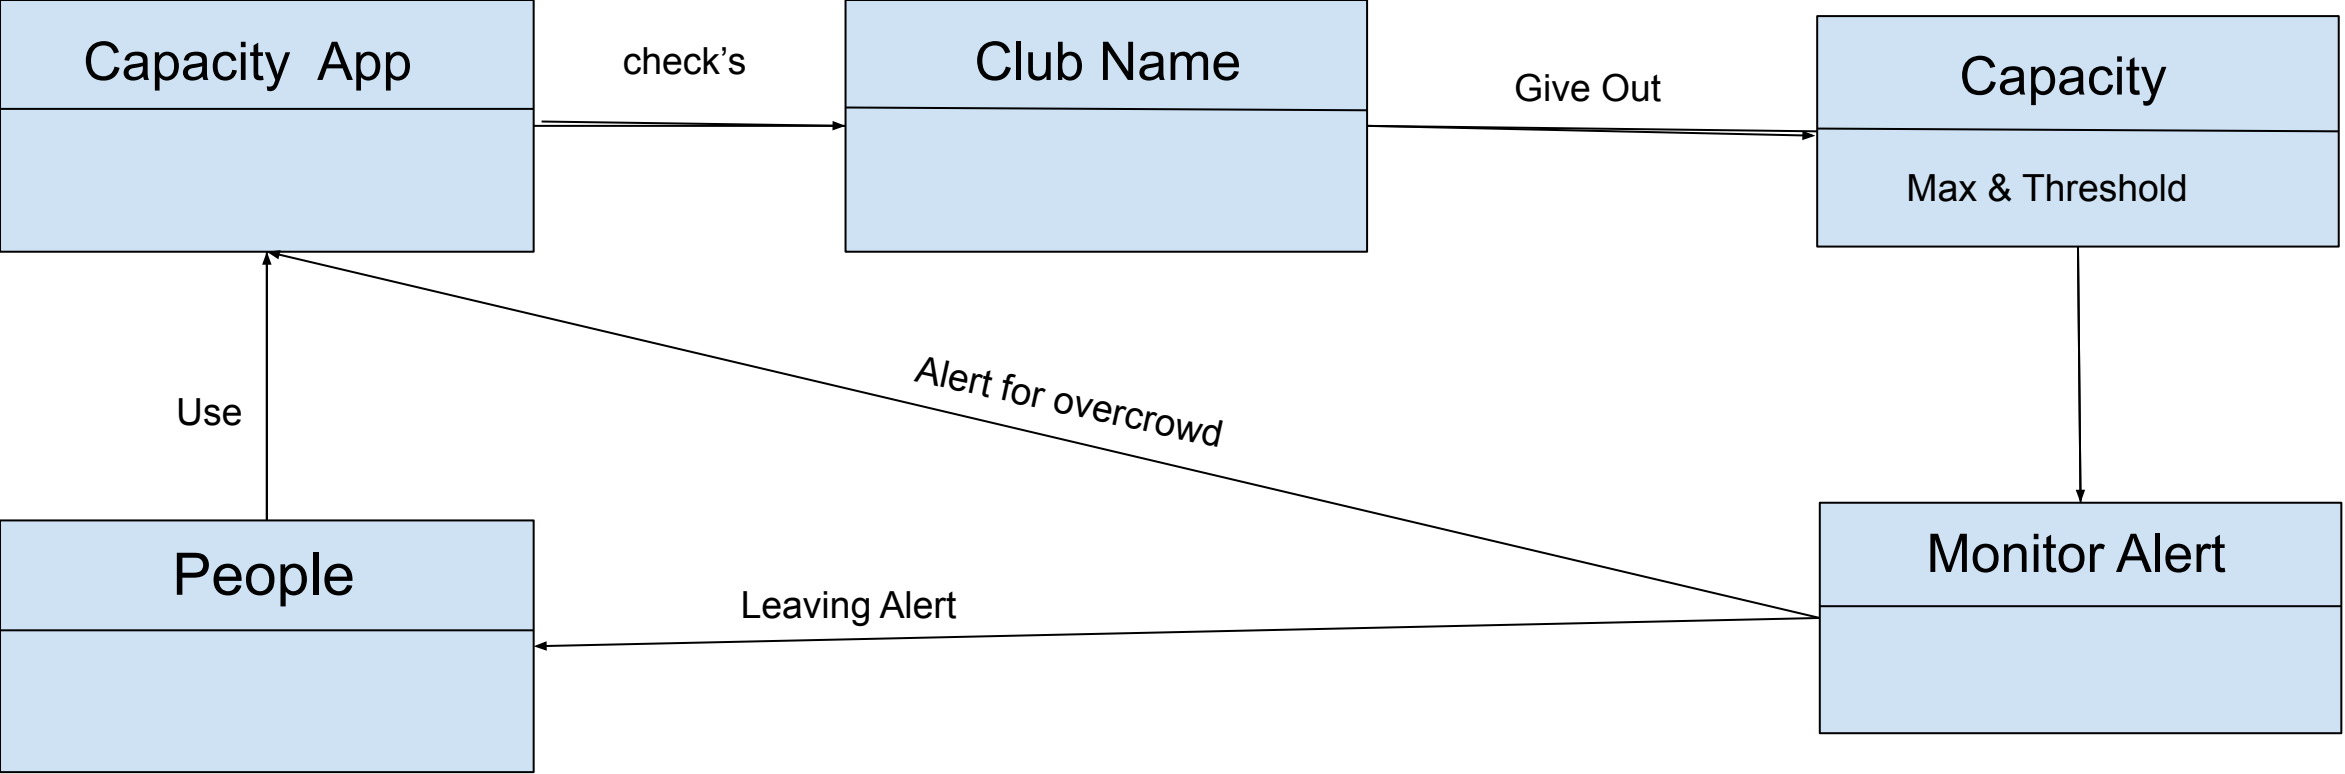 Capacity  App
check's
Club Name
Give Out
Capacity
Max & Threshold
Alert for overcrowd
Use
People
Leaving Alert
Monitor Alert